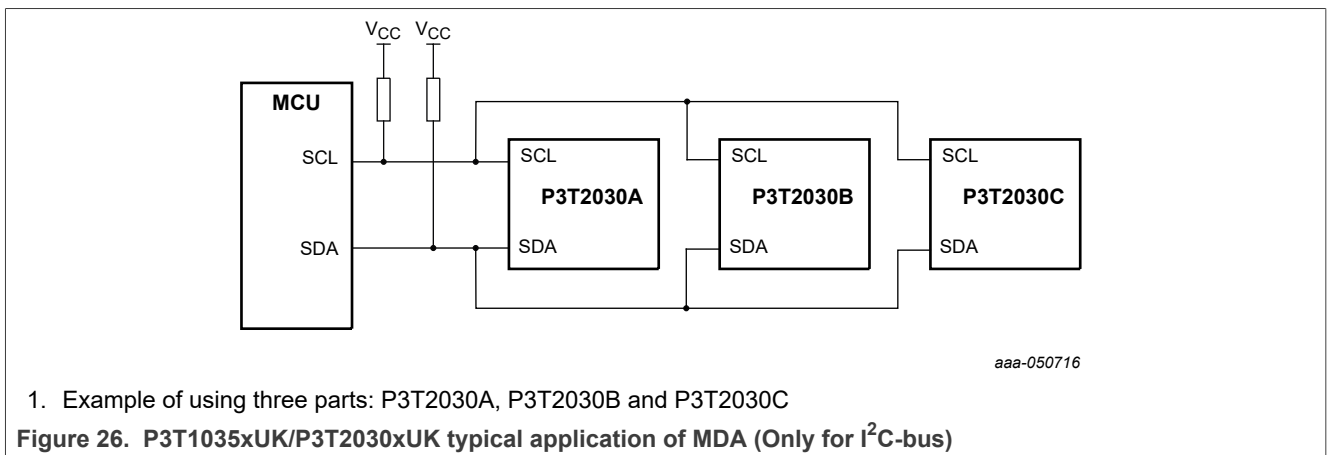 VCC VCC
MCU
SCL SCL SCL SCL
P3T2030A P3T2030B P3T2030C
SDA SDA SDA SDA
aaa-050716
1. Example of using three parts: P3T2030A, P3T2030B and P3T2030C
Figure 26. P3T1035xUK/P3T2030xUK typical application of MDA (Only for I²C-bus)